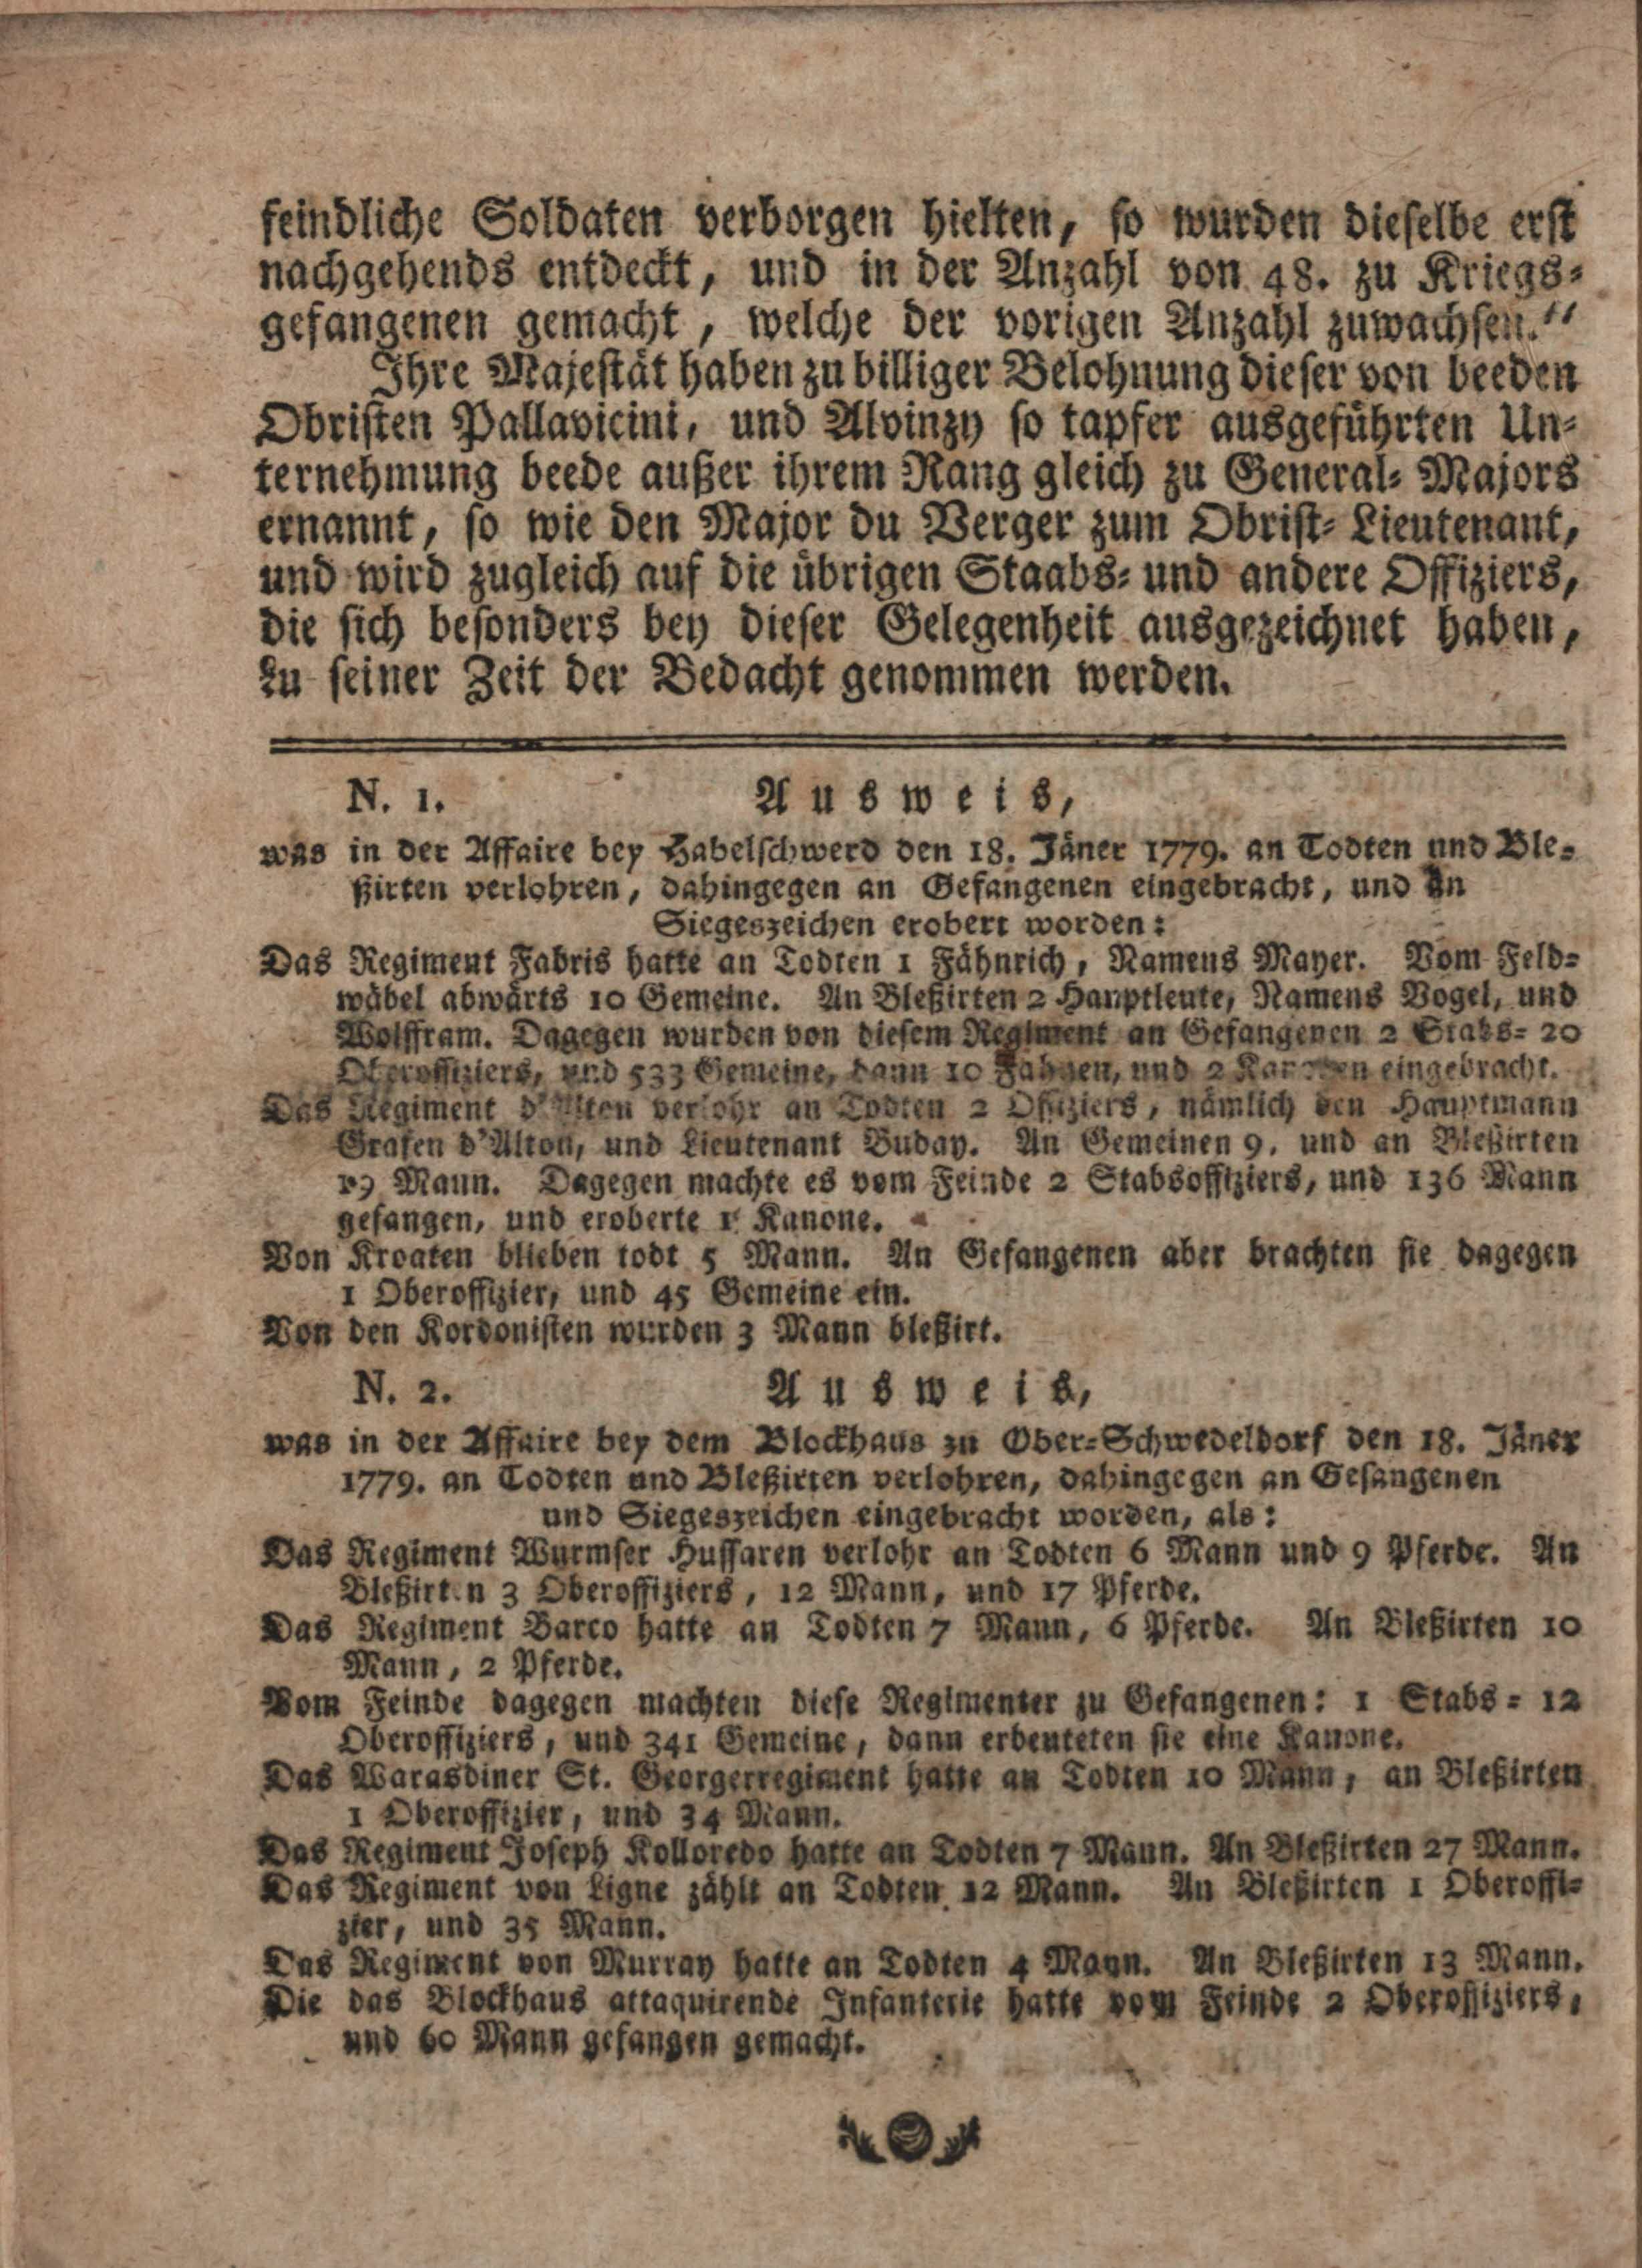 feindliche Soldaten verborgen hielten, so wurden dieselbe erst
nachgehends entdeckt, und in der Anzahl von 48. zu Kriegs-
gefangenen gemacht, welche der vorigen Anzahl zuwachsen.“
Ihre Majestät haben zu billiger Belohnung dieser von beeden
Obristen Pallavicini, und Alvinzy so tapfer ausgeführten Un-
ternehmung beede außer ihrem Rang gleich zu General-Majors
ernannt, so wie den Major du Verger zum Obrist-Lieutenant,
und wird zugleich auf die übrigen Staabs- und andere Offiziers,
die sich besonders bey dieser Gelegenheit ausgezeichnet haben,
zu seiner Zeit der Bedacht genommen werden.
N. 1. Ausweis,
was in der Affaire bey Habelschwerd den 18. Jäner 1779. an Todten und Ble-
ßirten verlohren, dahingegen an Gefangenen eingebracht, und an
Siegeszeichen erobert worden:
Das Regiment Fabris hatte an Todten 1 Fähnrich, Namens Mayer. Vom Feld-
wäbel abwärts 10 Gemeine. An Bleßirten 2 Hauptleute, Namens Vogel, und
Wolffram. Dagegen wurden von diesem Regiment an Gefangenen 2 Stabs- 20
Oberoffiziers, und 533 Gemeine, dann 10 Fahnen, und 2 Kanonen eingebracht.
Das Regiment d'Alton verlohr an Todten 2 Offiziers, nämlich den Hauptmann
Grafen d'Alton, und Lieutenant Buday. An Gemeinen 9. und an Bleßirten
19 Mann. Dagegen machte es vom Feinde 2 Stabsoffiziers, und 136 Mann
gefangen, und eroberte 1 Kanone.
Von Kroaten blieben todt 5 Mann. An Gefangenen aber brachten sie dagegen
1 Oberoffizier, und 45 Gemeine ein.
Von den Kordonisten wurden 3 Mann bleßirt.
N. 2. Ausweis,
was in der Affaire bey dem Blockhaus zu Ober-Schwedeldorf den 18. Jäner
1779. an Todten und Bleßirten verlohren, dahingegen an Gefangenen
und Siegeszeichen eingebracht worden, als:
Das Regiment Wurmser Hussaren verlohr an Todten 6 Mann und 9 Pferde. An
Bleßirten 3 Oberoffiziers, 12 Mann, und 17 Pferde.
Das Regiment Barco hatte an Todten 7 Mann, 6 Pferde. An Bleßirten 10
Mann, 2 Pferde.
Vom Feinde dagegen machten diese Regimenter zu Gefangenen: 1 Stabs- 12
Oberoffiziers, und 341 Gemeine, dann erbeuteten sie eine Kanone.
Das Warasdiner St. Georgerregiment hatte an Todten 10 Mann, an Bleßirten
1 Oberoffizier, und 34 Mann.
Das Regiment Joseph Kolloredo hatte an Todten 7 Mann. An Bleßirten 27 Mann.
Das Regiment von Ligne zählt an Todten 12 Mann. An Bleßirten 1 Oberoffi-
zier, und 35 Mann.
Das Regiment von Murray hatte an Todten 4 Mann. An Bleßirten 13 Mann.
Die das Blockhaus attaquirende Infanterie hatte vom Feinde 2 Oberoffiziers,
und 60 Mann gefangen gemacht.